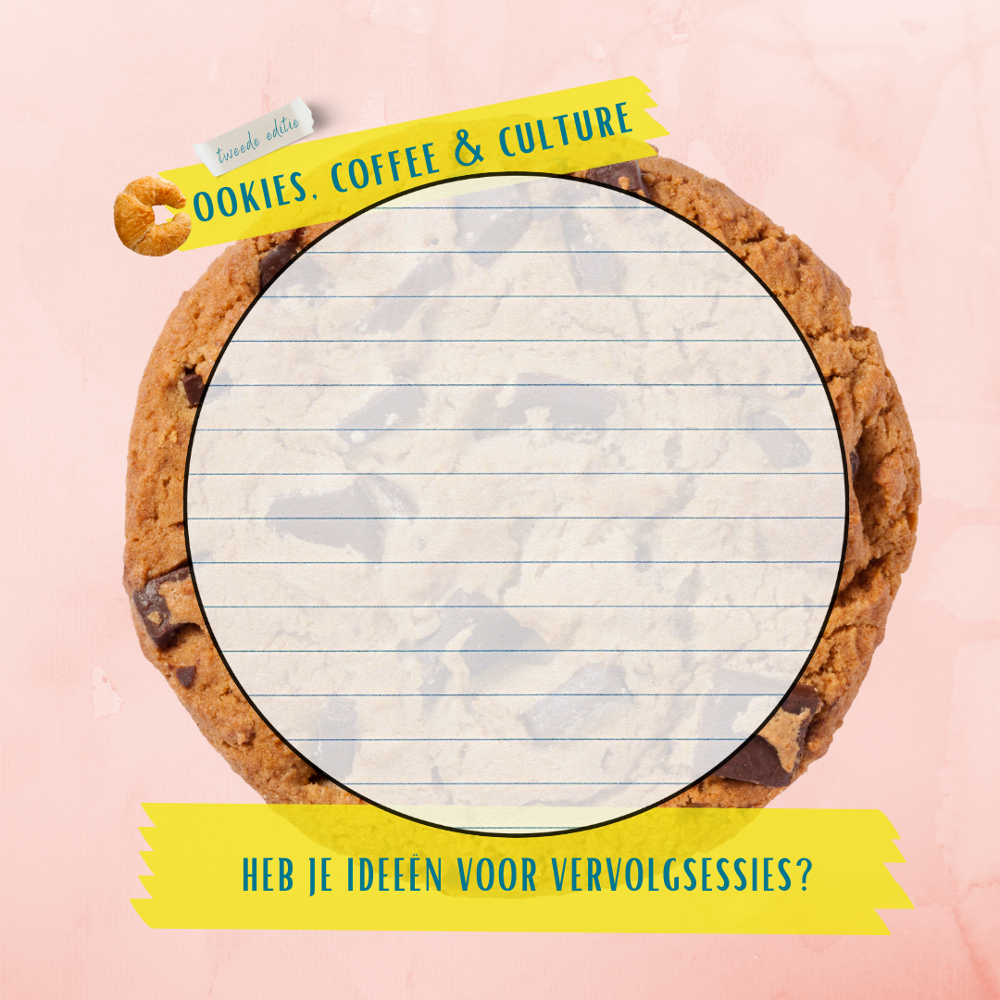 tweede editie
OOKIES, COFFEE & CULTURE
HEB JE IDEEËN VOOR VERVOLGSESSIES?